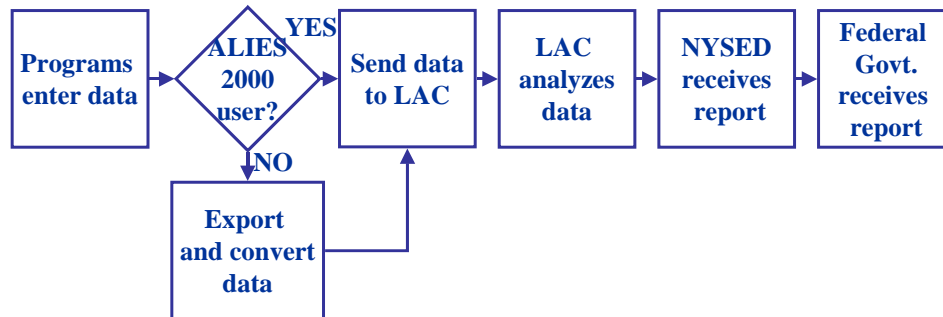 Programs
enter data
ALIES
2000
user?
YES
NO
Export
and convert
data
Send data
to LAC
LAC
analyzes
data
NYSED
receives
report
Federal
Govt.
receives
report